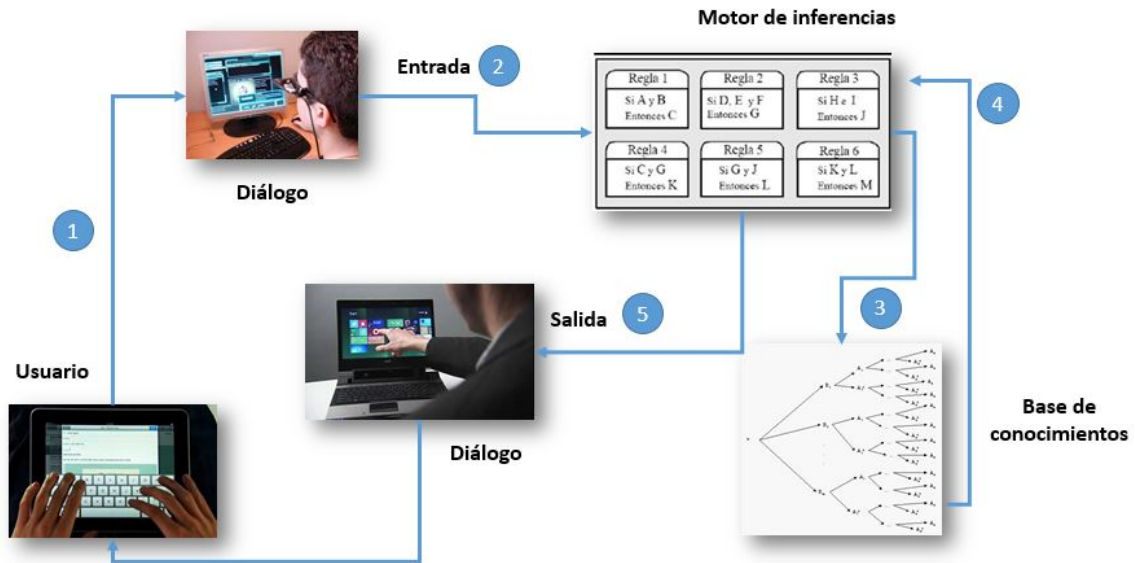 Motor de inferencias
Entrada 2
Regla 1
Si A y B
Entonces C
Regla 2
Si D, E y F
Entonces G
Regla 3
Si H e I
Entonces J
4
Regla 4
Si C y G
Entonces K
Regla 5
Si G y J
Entonces L
Regla 6
Si K y L
Entonces M
Diálogo
1
Salida 5
3
Usuario
Diálogo
Base de
conocimientos